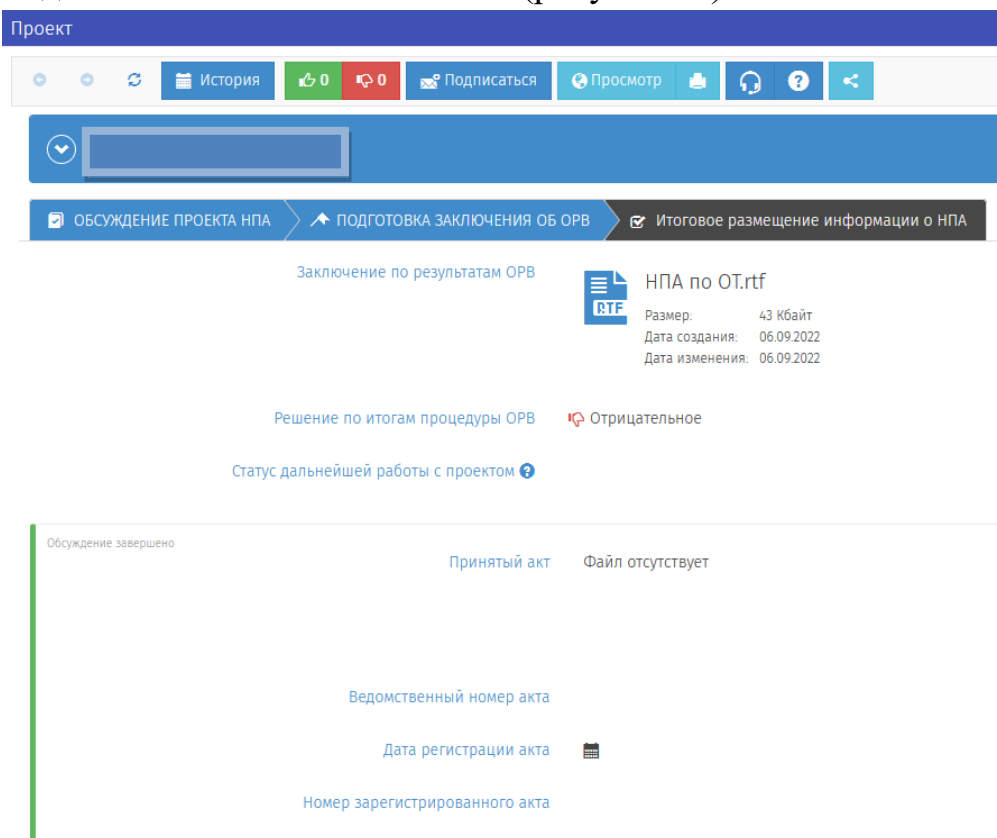 Проект
История 0 0 Подписаться Просмотр
ОБСУЖДЕНИЕ ПРОЕКТА НПА ПОДГОТОВКА ЗАКЛЮЧЕНИЯ ОБ ОРВ Итоговое размещение информации о НПА
Заключение по результатам ОРВ
НПА по ОТ.rtf
RTF
Размер: 43 Кбайт
Дата создания: 06.09.2022
Дата изменения: 06.09.2022
Решение по итогам процедуры ОРВ Отрицательное
Статус дальнейшей работы с проектом ?
Обсуждение завершено
Принятый акт Файл отсутствует
Ведомственный номер акта
Дата регистрации акта
Номер зарегистрированного акта